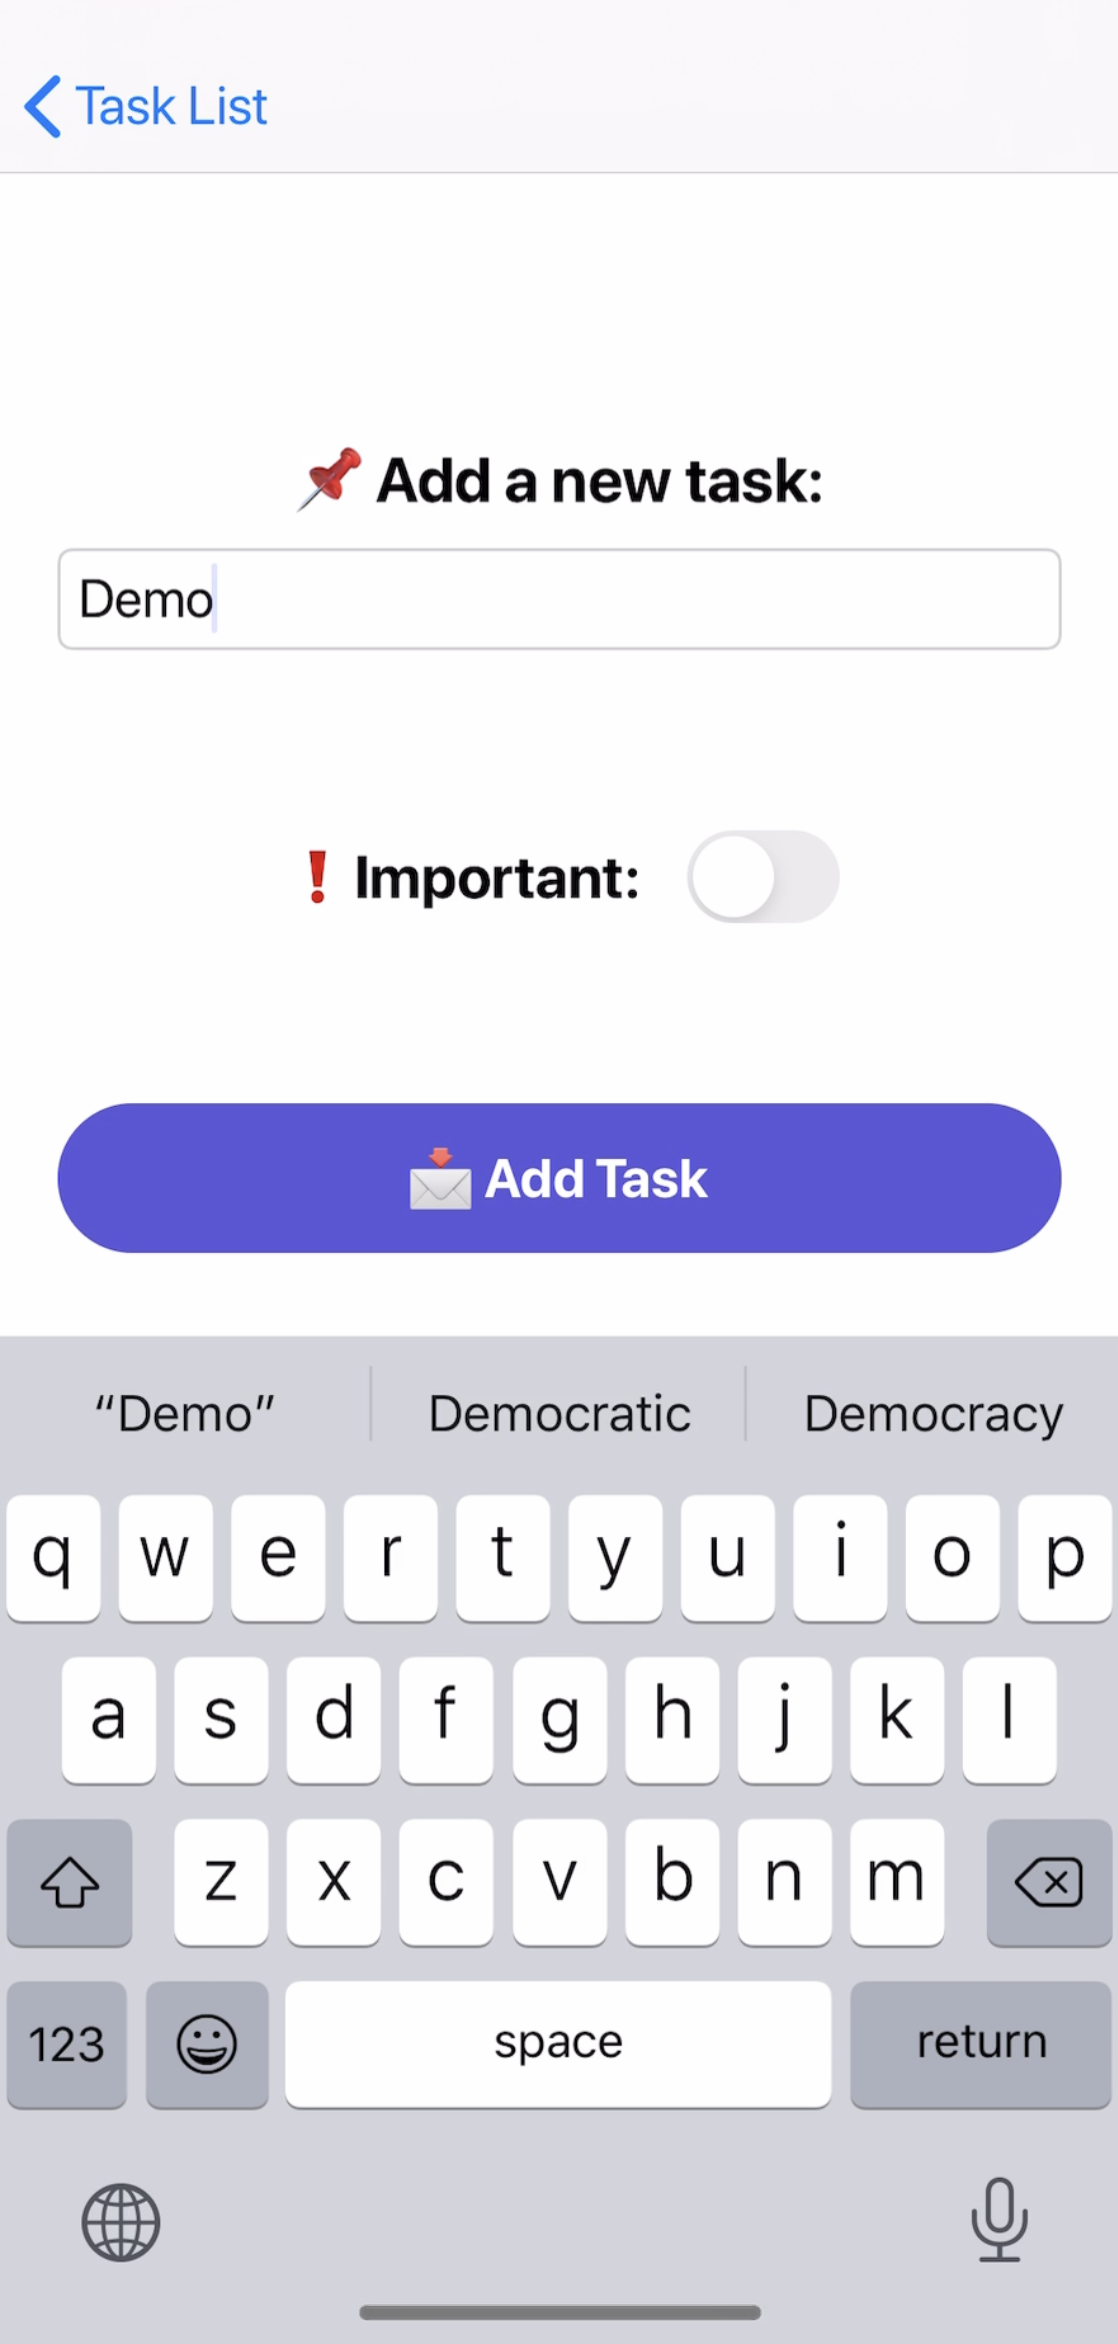 Task List
📌 Add a new task:
Demo
❗ Important:
📩 Add Task
“Demo” Democratic Democracy
q w e r t y u i o p
a s d f g h j k l
z x c v b n m
123 space return